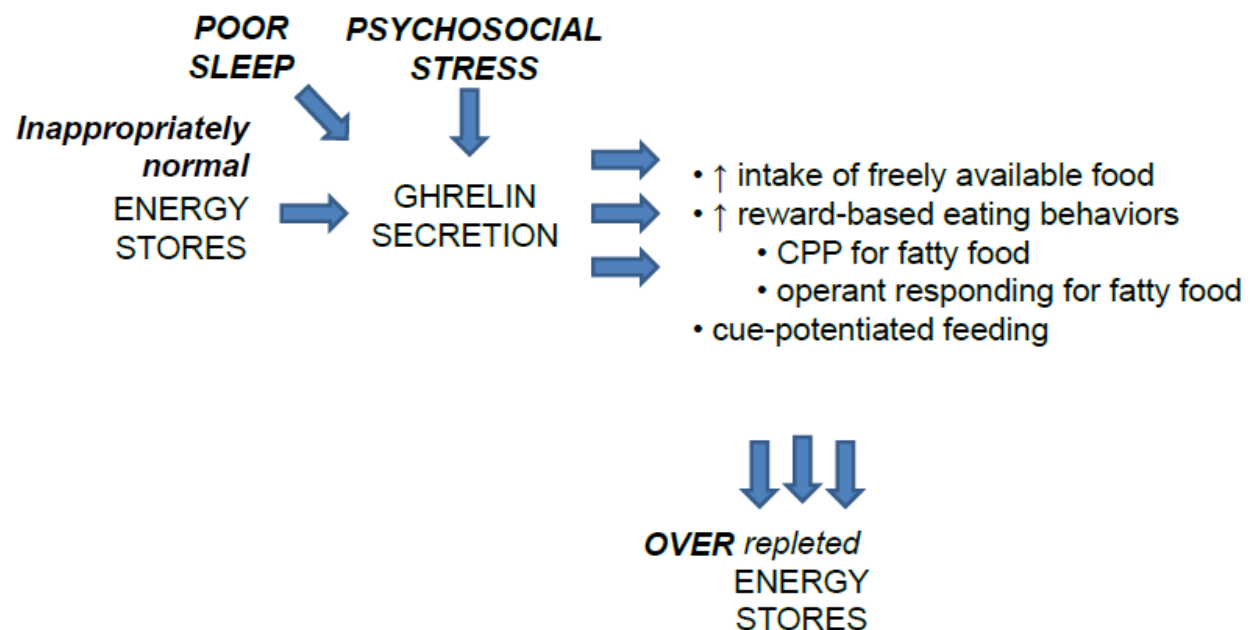 POOR
SLEEP
PSYCHOSOCIAL
STRESS
Inappropriately
normal
ENERGY
STORES
GHRELIN
SECRETION
• ↑ intake of freely available food
• ↑ reward-based eating behaviors
• CPP for fatty food
• operant responding for fatty food
• cue-potentiated feeding
OVER repleted
ENERGY
STORES